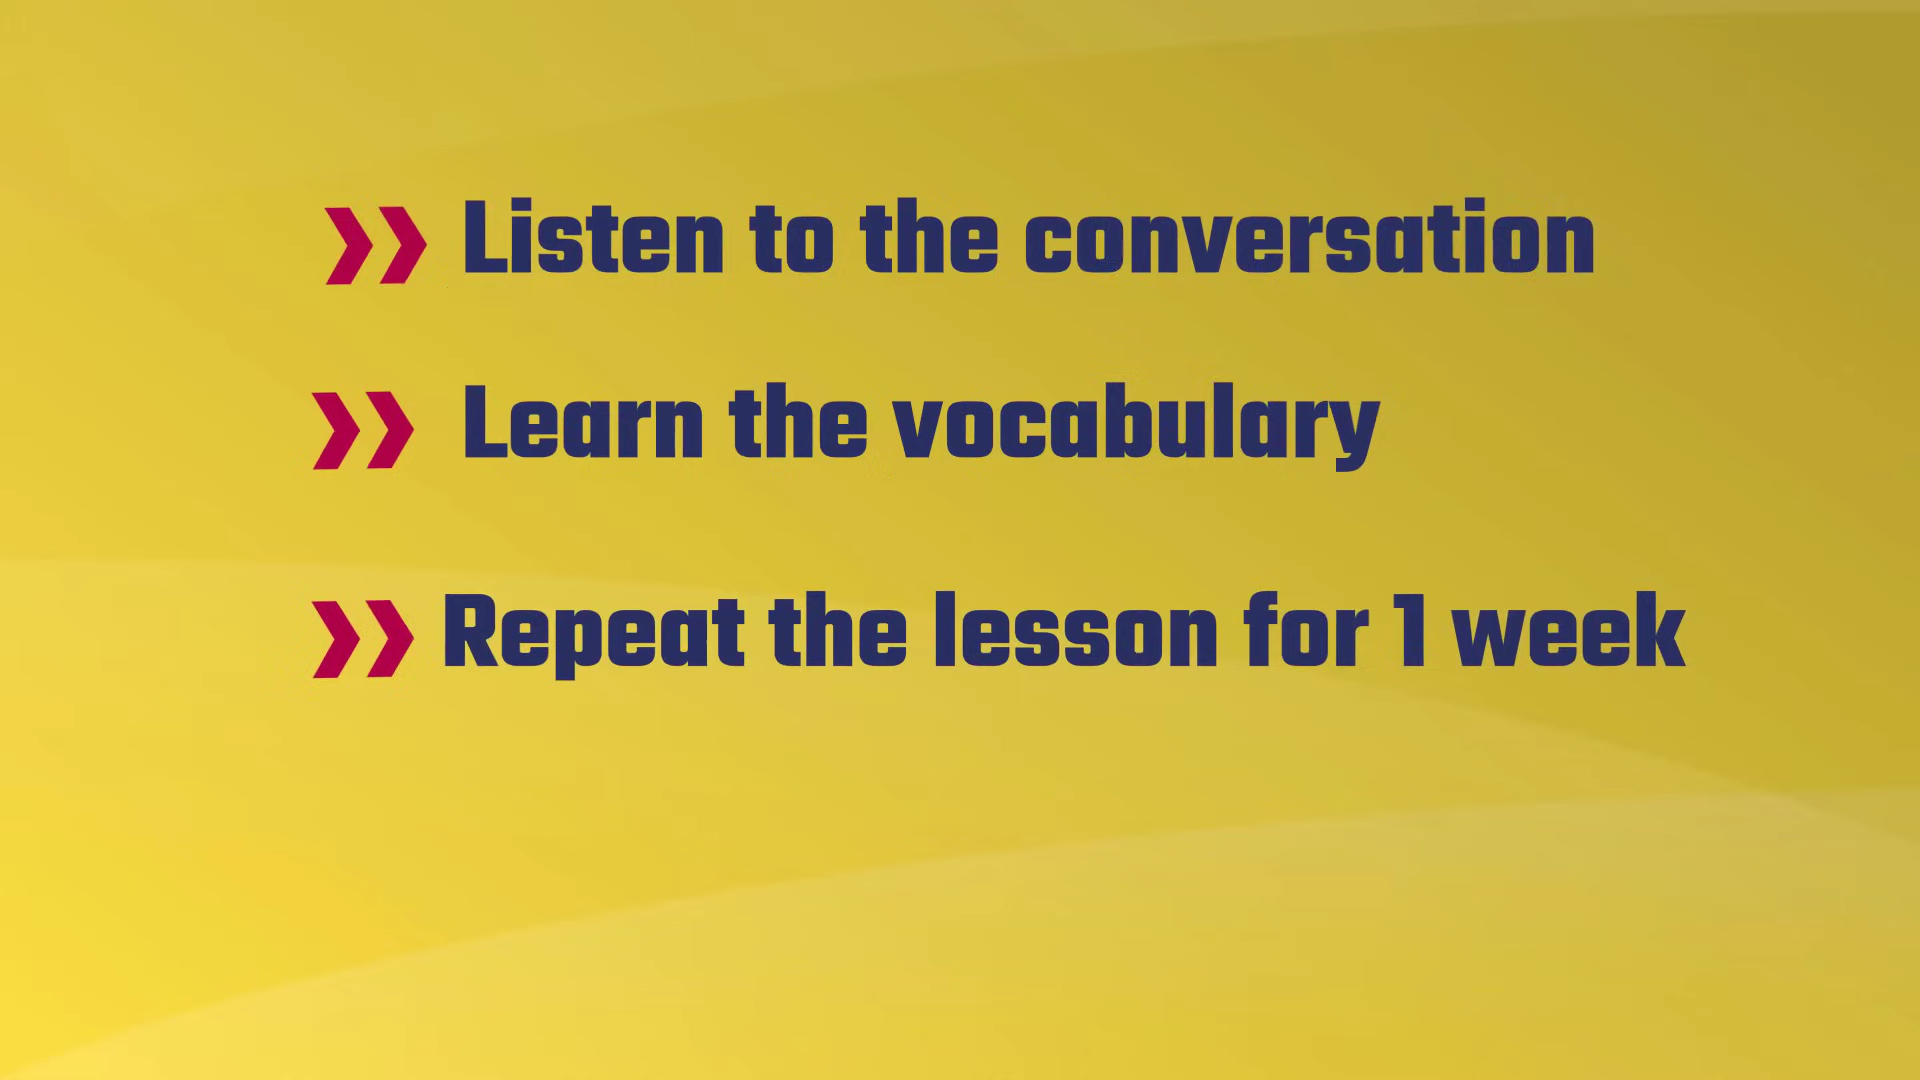 Listen to the conversation
Learn the vocabulary
Repeat the lesson for 1 week